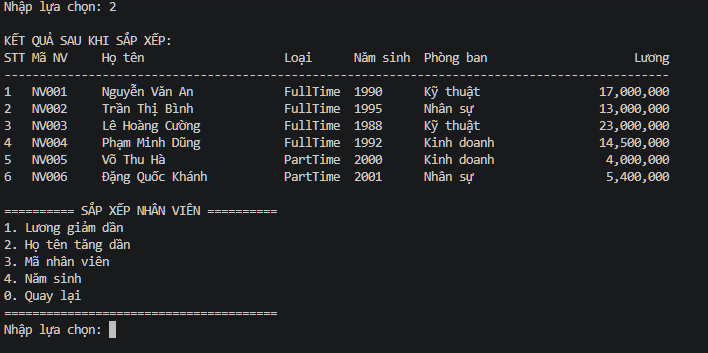 Nhập lựa chọn: 2
KẾT QUẢ SAU KHI SẮP XẾP:
STT Mã NV Họ tên Loại Năm sinh Phòng ban Lương
--------------------------------------------------------------------------------------
1 NV001 Nguyễn Văn An FullTime 1990 Kỹ thuật 17,000,000
2 NV002 Trần Thị Bình FullTime 1995 Nhân sự 13,000,000
3 NV003 Lê Hoàng Cường FullTime 1988 Kỹ thuật 23,000,000
4 NV004 Phạm Minh Dũng FullTime 1992 Kinh doanh 14,500,000
5 NV005 Võ Thu Hà PartTime 2000 Kinh doanh 4,000,000
6 NV006 Đặng Quốc Khánh PartTime 2001 Nhân sự 5,400,000
========== SẮP XẾP NHÂN VIÊN ==========
1. Lương giảm dần
2. Họ tên tăng dần
3. Mã nhân viên
4. Năm sinh
0. Quay lại
=======================================
Nhập lựa chọn: